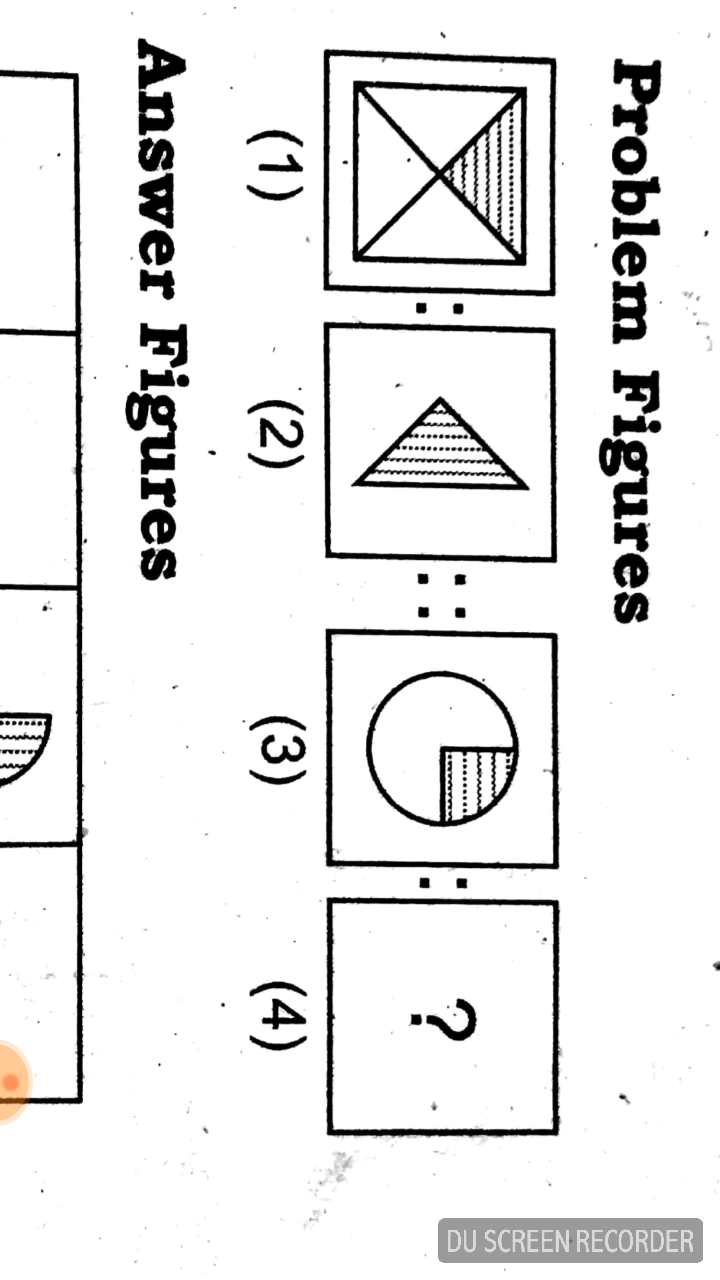 Problem Figures
?
(1) (2) (3) (4)
Answer Figures
DU SCREEN RECORDER